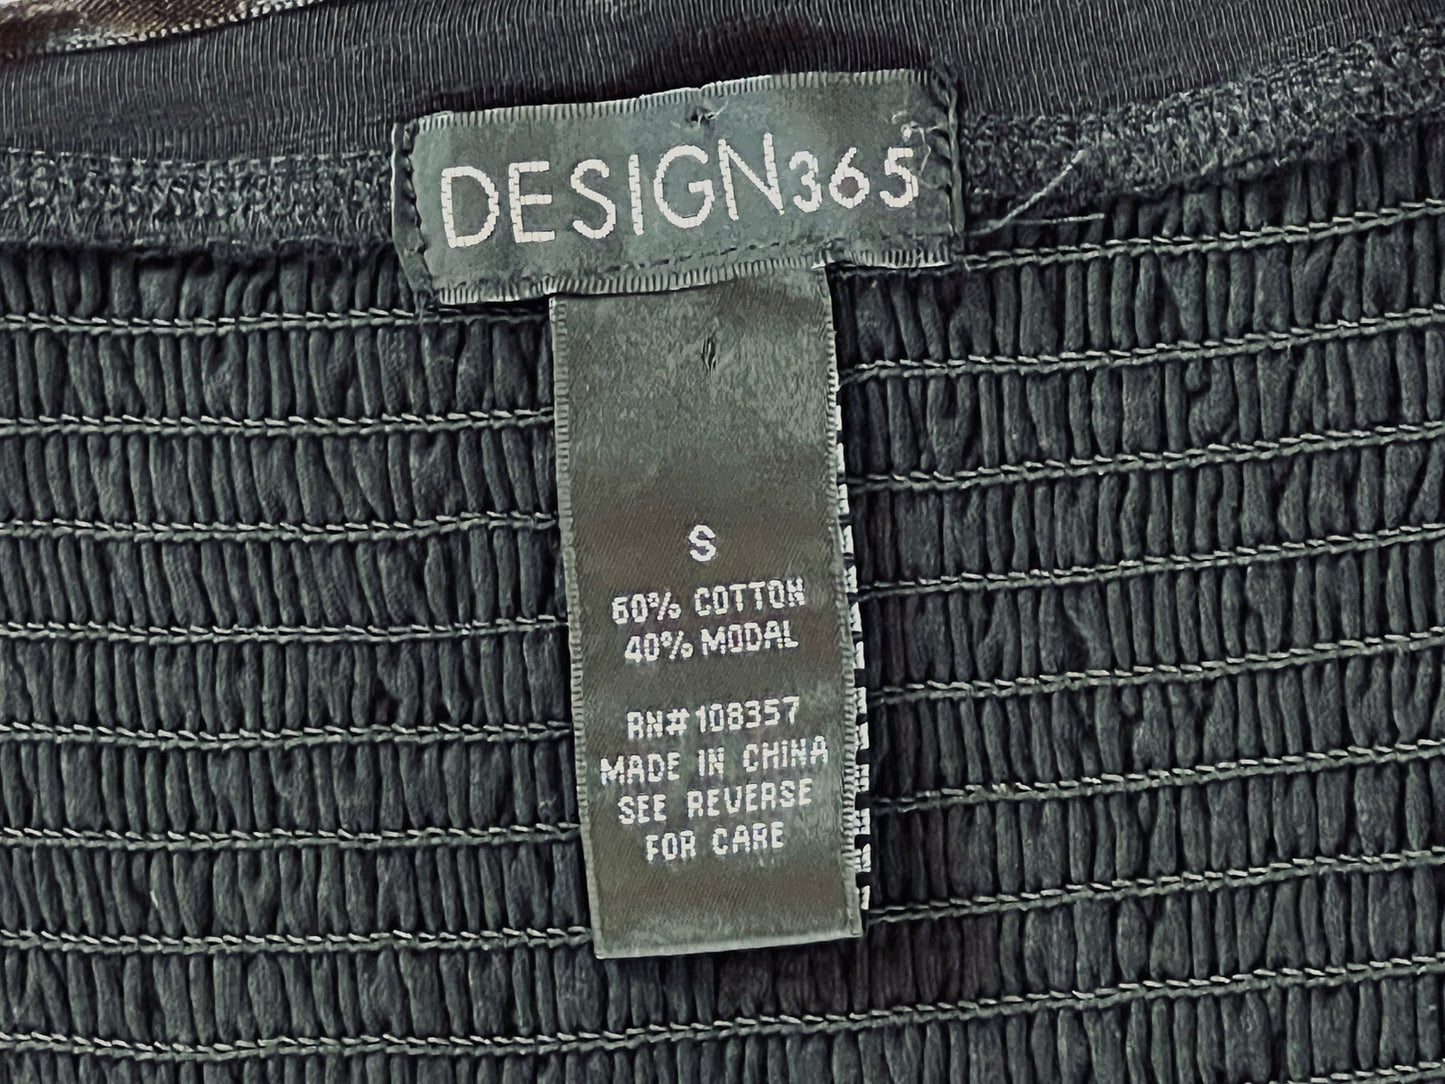 DESIGN365
S
60% COTTON
40% MODAL
RN#108357
MADE IN CHINA
SEE REVERSE
FOR CARE